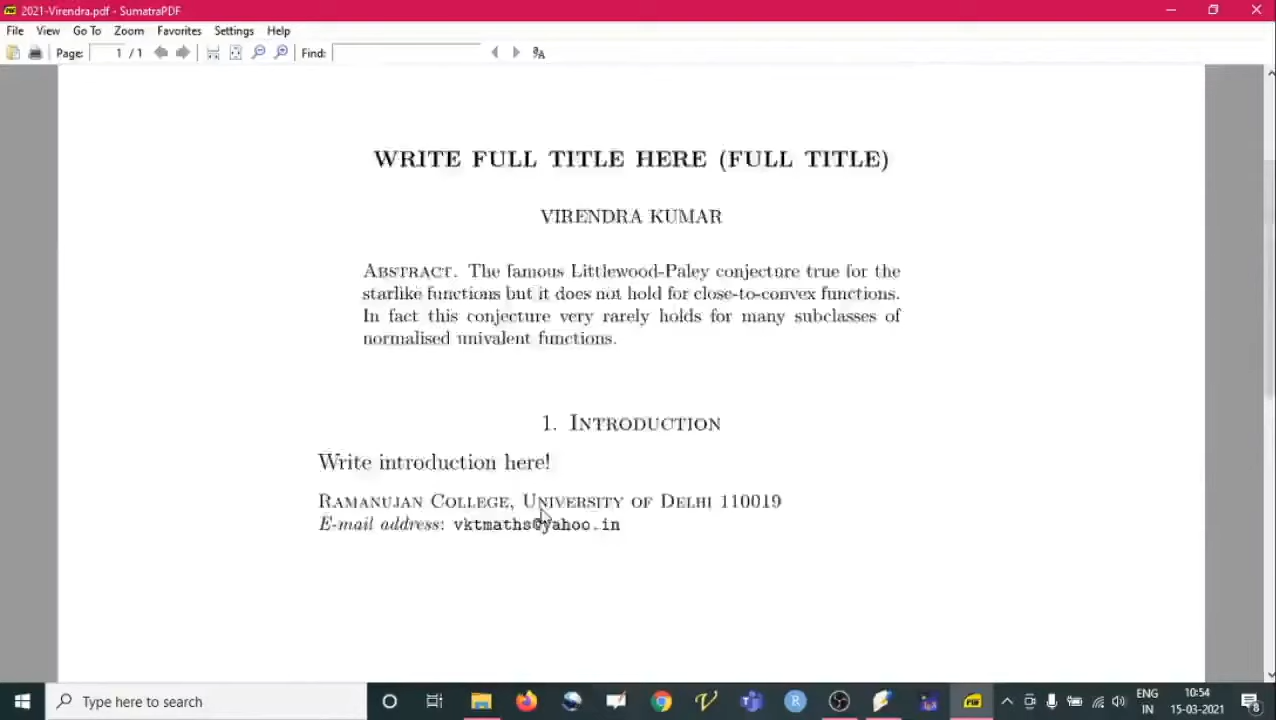 2021-Virendra.pdf - SumatraPDF
File View Go To Zoom Favorites Settings Help
Page: 1 / 1 Find:
WRITE FULL TITLE HERE (FULL TITLE)
VIRENDRA KUMAR
Abstract. The famous Littlewood-Paley conjecture true for the
starlike functions but it does not hold for close-to-convex functions.
In fact this conjecture very rarely holds for many subclasses of
normalised univalent functions.
1. Introduction
Write introduction here!
Ramanujan College, University of Delhi 110019
E-mail address: vktmaths@yahoo.in
Type here to search
ENG 10:54
IN 15-03-2021